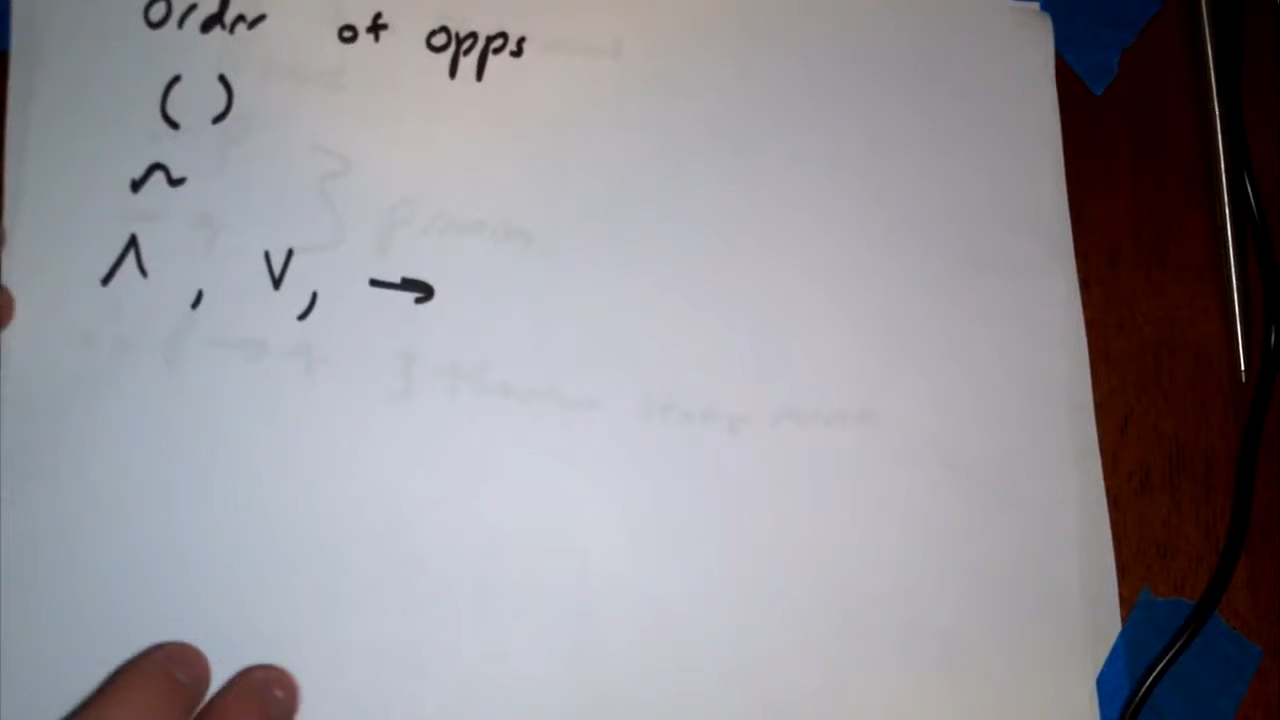 Order of opps
( )
~
∧ , ∨, →